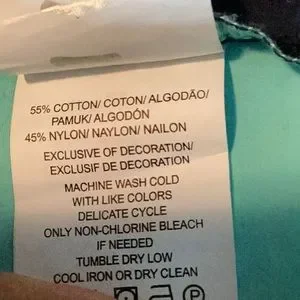 55% COTTON/ COTON/ ALGODÃO/
PAMUK/ ALGODÓN
45% NYLON/ NAYLON/ NAILON
EXCLUSIVE OF DECORATION/
EXCLUSIF DE DECORATION
MACHINE WASH COLD
WITH LIKE COLORS
DELICATE CYCLE
ONLY NON-CHLORINE BLEACH
IF NEEDED
TUMBLE DRY LOW
COOL IRON OR DRY CLEAN